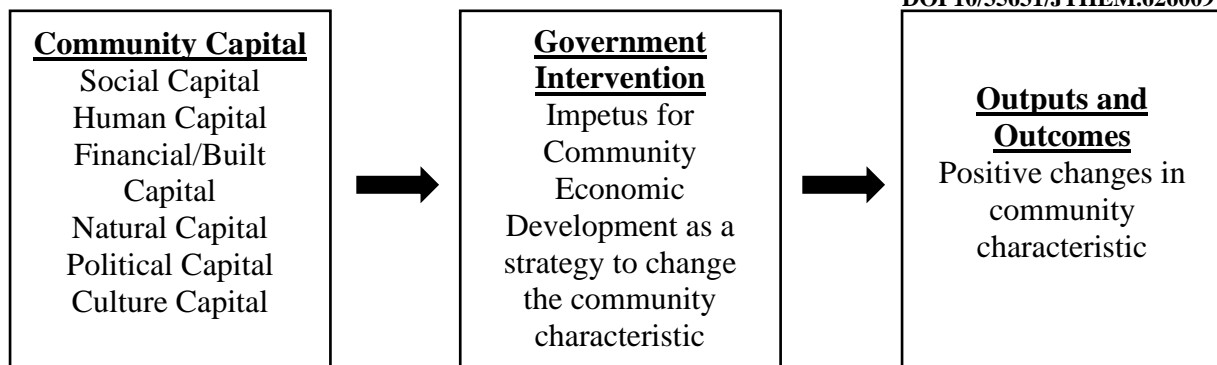 Community Capital
Social Capital
Human Capital
Financial/Built
Capital
Natural Capital
Political Capital
Culture Capital
Government
Intervention
Impetus for
Community
Economic
Development as a
strategy to change
the community
characteristic
Outputs and
Outcomes
Positive changes in
community
characteristic